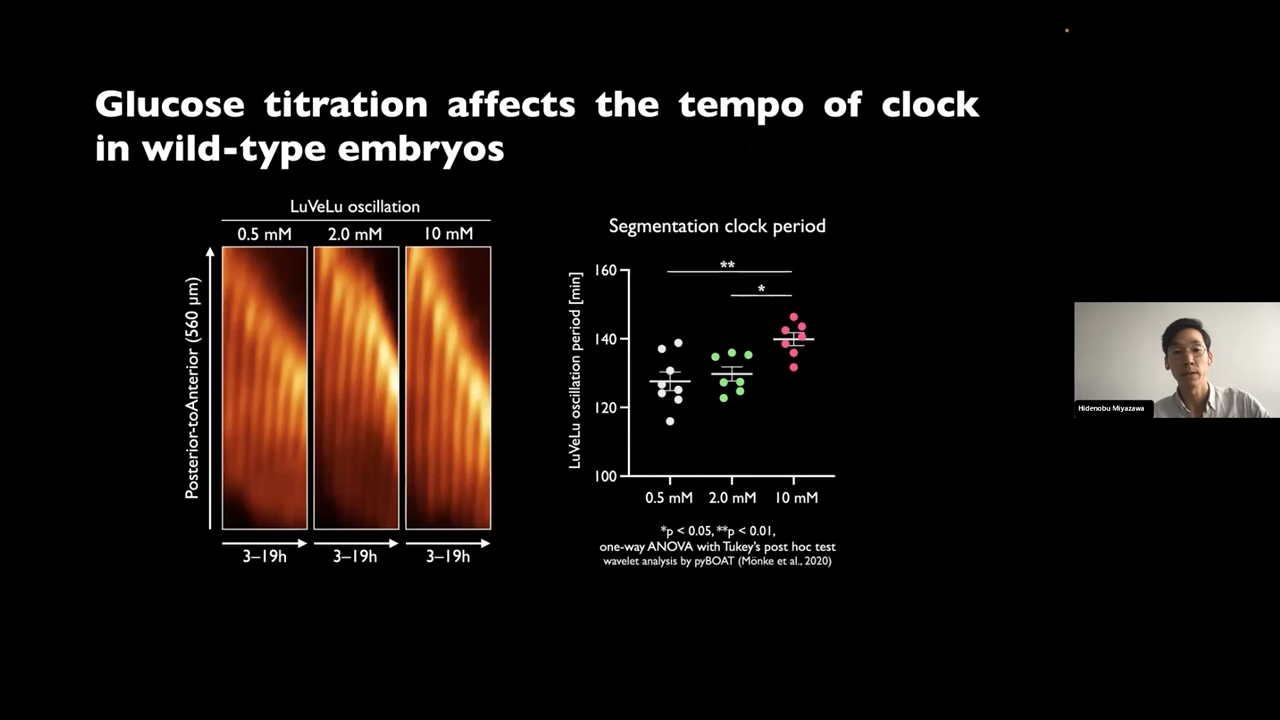 Glucose titration affects the tempo of clock
in wild-type embryos
LuVeLu oscillation
0.5 mM 2.0 mM 10 mM
Posterior-toAnterior (560 µm)
3–19h 3–19h 3–19h
Segmentation clock period
LuVeLu oscillation period [min]
160
140
120
100
**
*
0.5 mM 2.0 mM 10 mM
*p < 0.05, **p < 0.01,
one-way ANOVA with Tukey's post hoc test
wavelet analysis by pyBOAT (Mönke et al., 2020)
Hidenobu Miyazawa